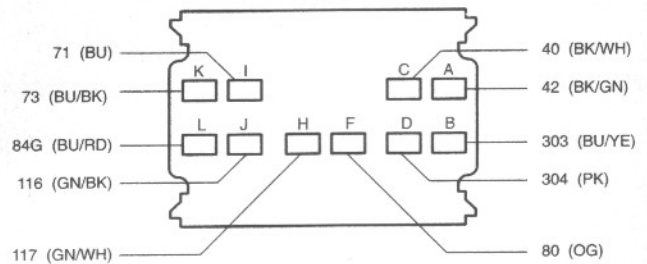 71 (BU)
40 (BK/WH)
K I C A
73 (BU/BK)
42 (BK/GN)
L J H F D B
84G (BU/RD)
303 (BU/YE)
116 (GN/BK)
304 (PK)
117 (GN/WH)
80 (OG)